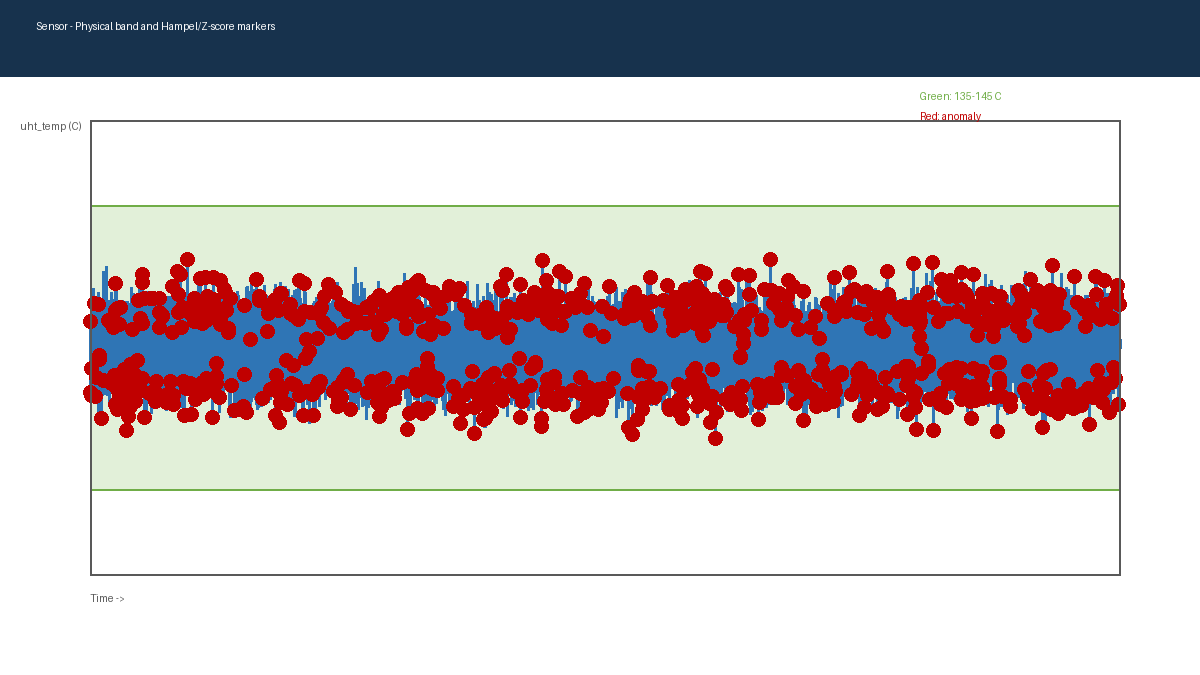 Sensor - Physical band and Hampel/Z-score markers
Green: 135-145 C
Red: anomaly
uht_temp (C)
Time ->